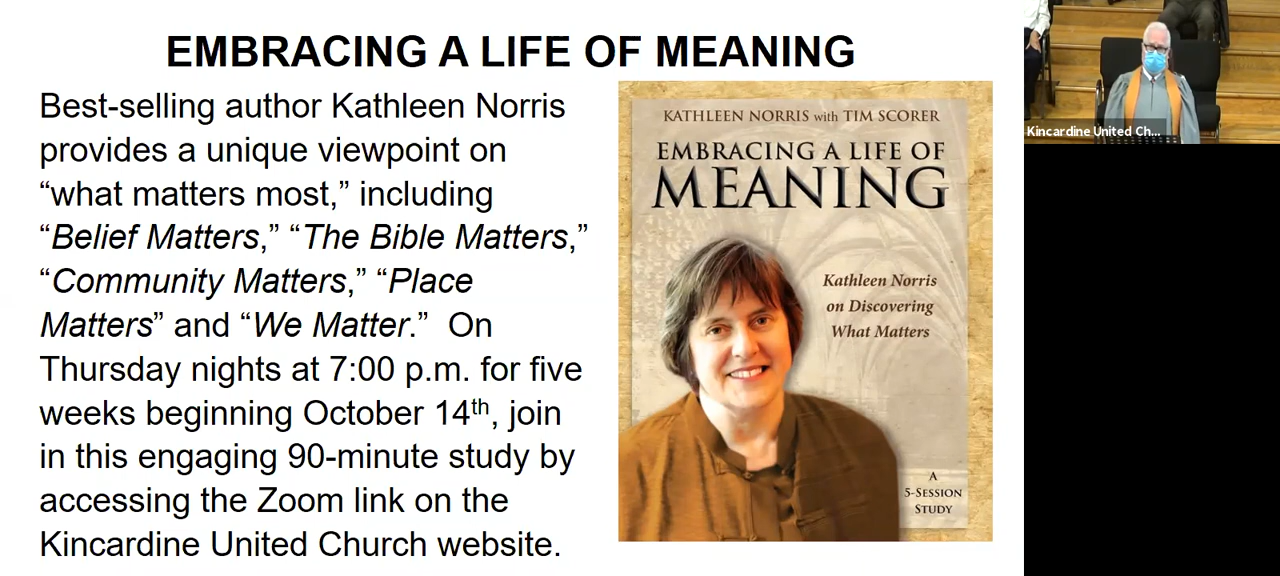 EMBRACING A LIFE OF MEANING
Best-selling author Kathleen Norris
provides a unique viewpoint on
“what matters most,” including
“Belief Matters,” “The Bible Matters,”
“Community Matters,” “Place
Matters” and “We Matter.”  On
Thursday nights at 7:00 p.m. for five
weeks beginning October 14th, join
in this engaging 90-minute study by
accessing the Zoom link on the
Kincardine United Church website.
KATHLEEN NORRIS with TIM SCORER
EMBRACING A LIFE OF
MEANING
Kathleen Norris
on Discovering
What Matters
A
5-SESSION
STUDY
Kincardine United Ch...